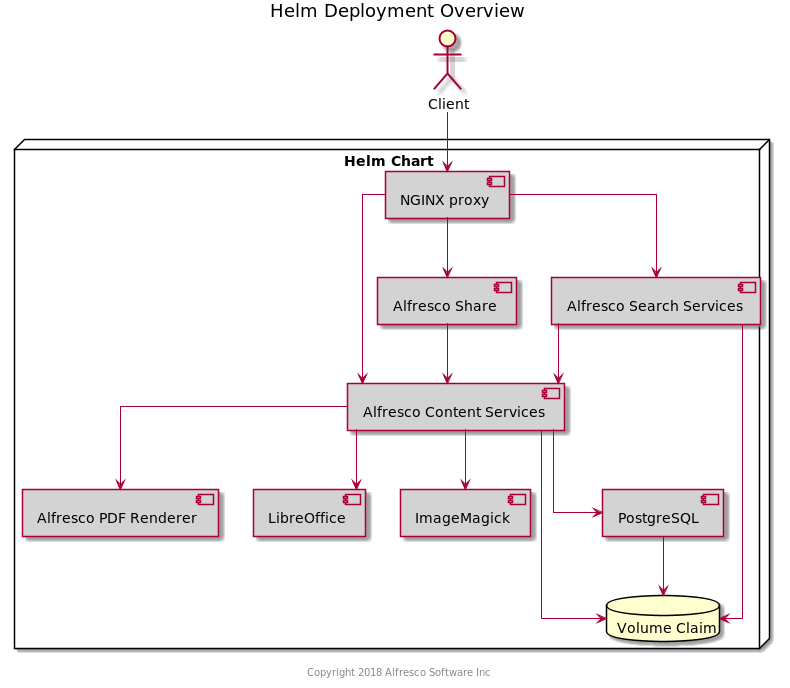 Helm Deployment Overview
Client
Helm Chart
NGINX proxy
Alfresco Share
Alfresco Search Services
Alfresco Content Services
Alfresco PDF Renderer
LibreOffice
ImageMagick
PostgreSQL
Volume Claim
Copyright 2018 Alfresco Software Inc